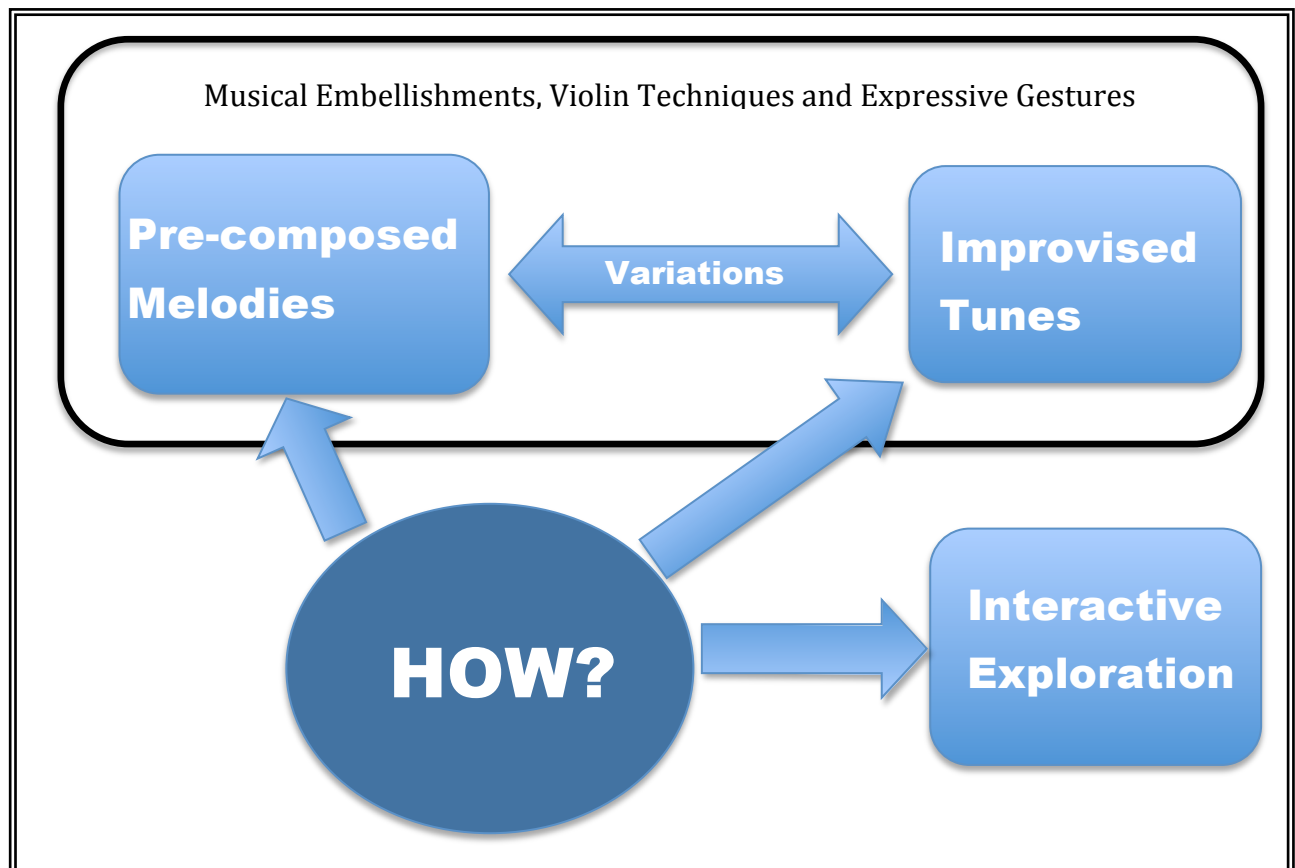 Musical Embellishments, Violin Techniques and Expressive Gestures
Pre-composed
Melodies
Variations
Improvised
Tunes
HOW?
Interactive
Exploration